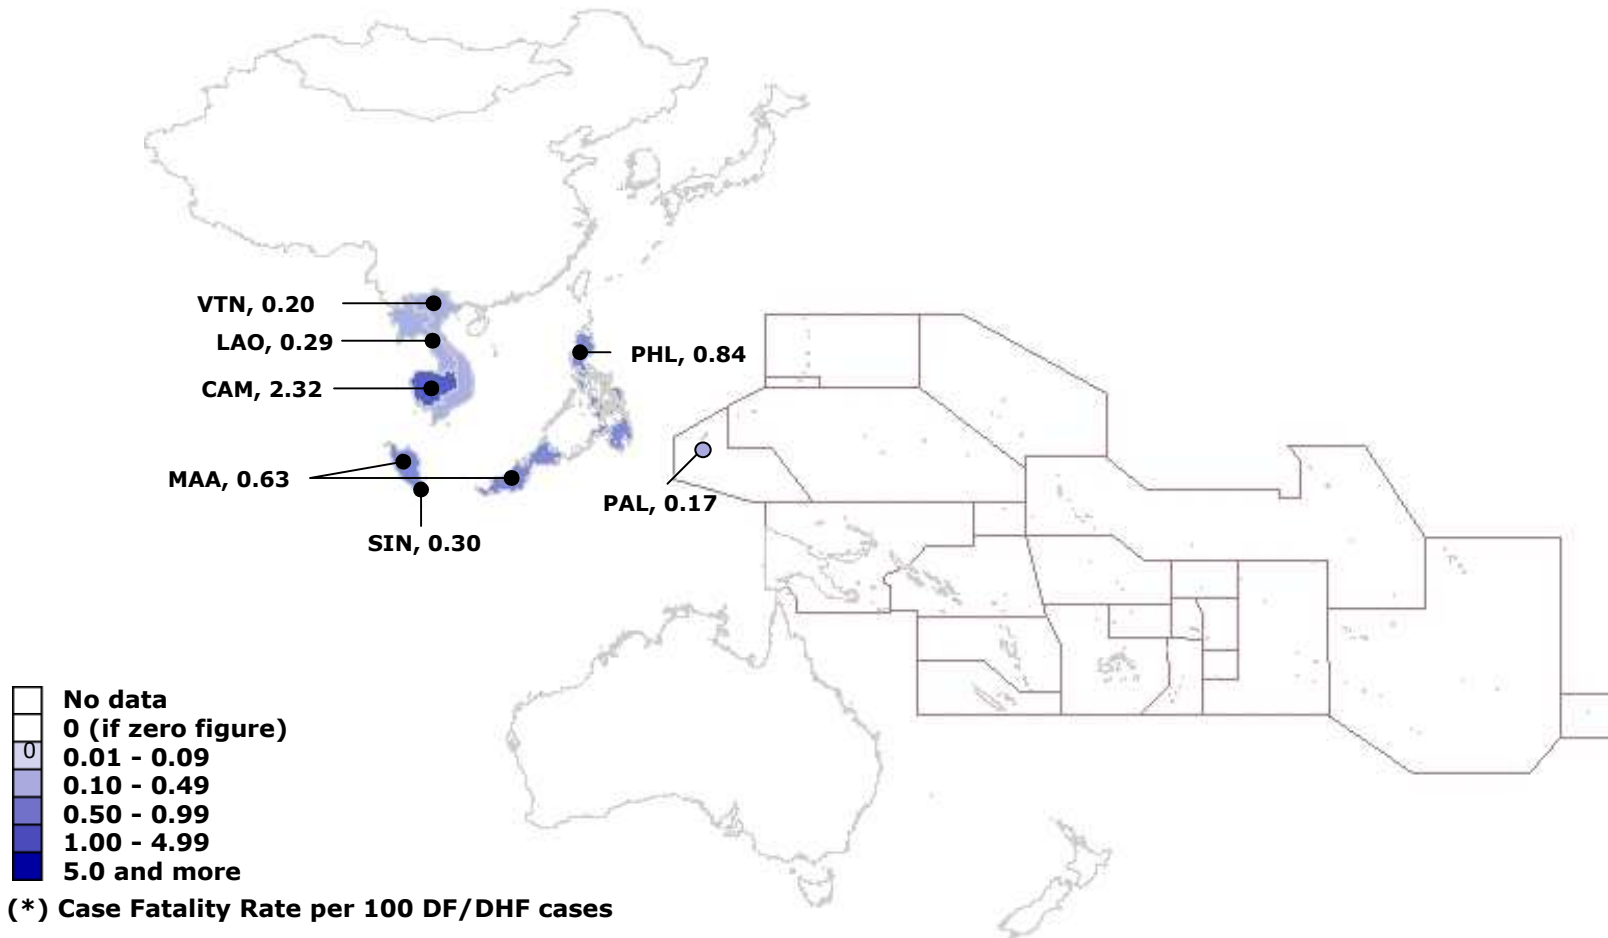 VTN, 0.20
LAO, 0.29
CAM, 2.32
MAA, 0.63
SIN, 0.30
PHL, 0.84
PAL, 0.17
No data
0 (if zero figure)
0
0.01 - 0.09
0.10 - 0.49
0.50 - 0.99
1.00 - 4.99
5.0 and more
(*) Case Fatality Rate per 100 DF/DHF cases